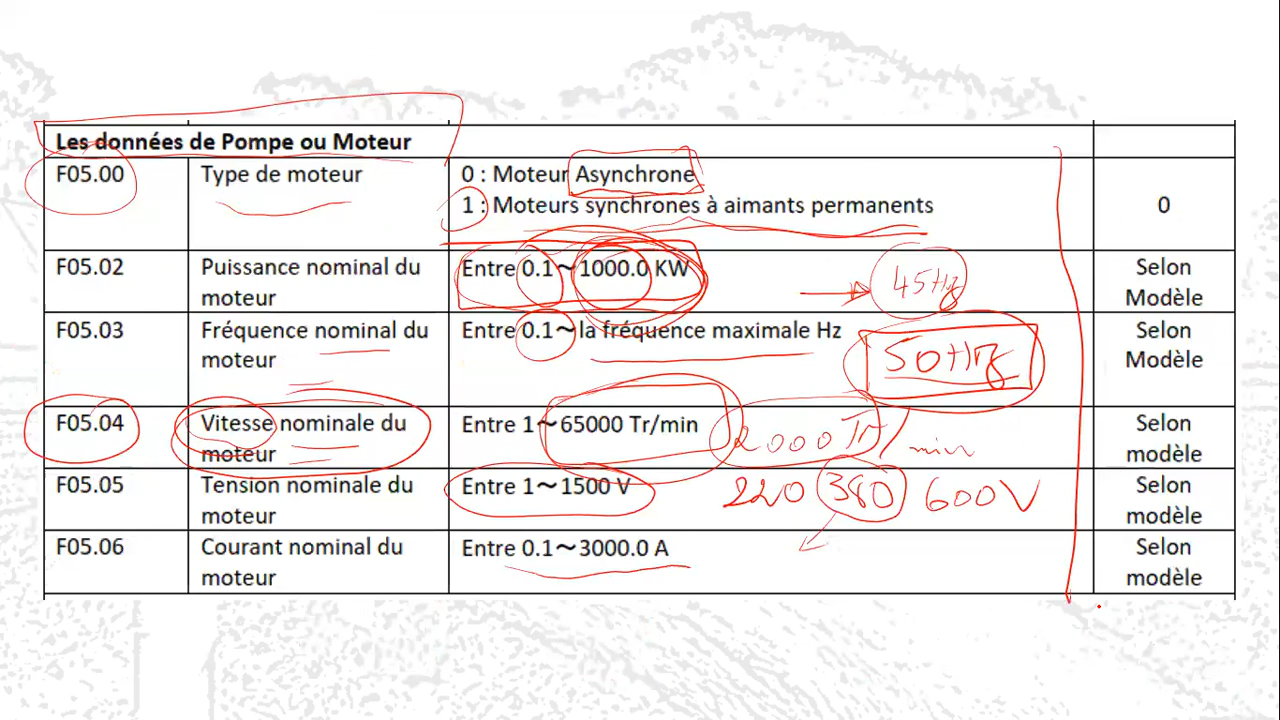 Les données de Pompe ou Moteur
F05.00 Type de moteur 0 : Moteur Asynchrone
1 : Moteurs synchrones à aimants permanents 0
F05.02 Puissance nominal du moteur Entre 0.1~1000.0 KW Selon Modèle
45Hz
F05.03 Fréquence nominal du moteur Entre 0.1~la fréquence maximale Hz Selon Modèle
50Hz
F05.04 Vitesse nominale du moteur Entre 1~65000 Tr/min Selon modèle
2000Tr/min
F05.05 Tension nominale du moteur Entre 1~1500 V Selon modèle
220 380 600V
F05.06 Courant nominal du moteur Entre 0.1~3000.0 A Selon modèle